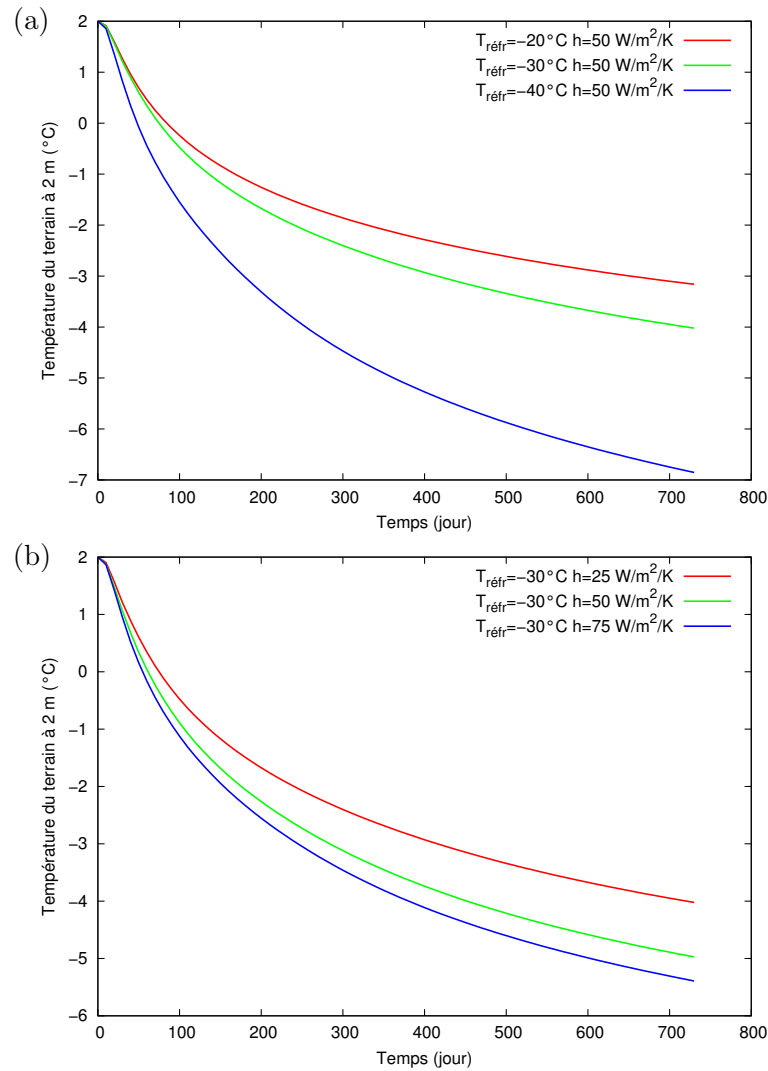 (a)
2
1
0
−1
−2
−3
−4
−5
−6
−7
Température du terrain à 2 m (°C)
T_réfr=−20°C h=50 W/m²/K
T_réfr=−30°C h=50 W/m²/K
T_réfr=−40°C h=50 W/m²/K
0 100 200 300 400 500 600 700 800
Temps (jour)
(b)
2
1
0
−1
−2
−3
−4
−5
−6
Température du terrain à 2 m (°C)
T_réfr=−30°C h=25 W/m²/K
T_réfr=−30°C h=50 W/m²/K
T_réfr=−30°C h=75 W/m²/K
0 100 200 300 400 500 600 700 800
Temps (jour)